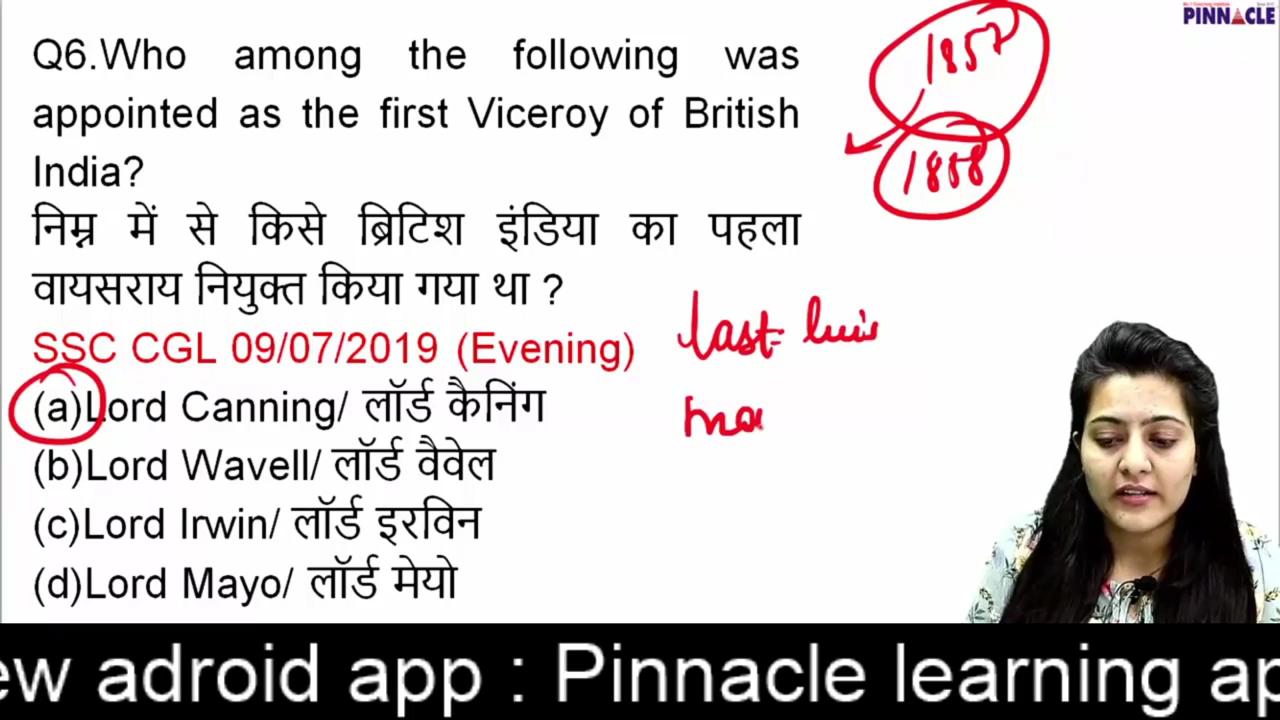 PINNACLE
Q6.Who among the following was
appointed as the first Viceroy of British
India?
निम्न में से किसे ब्रिटिश इंडिया का पहला
वायसराय नियुक्त किया गया था ?
SSC CGL 09/07/2019 (Evening)
(a)Lord Canning/ लॉर्ड कैनिंग
(b)Lord Wavell/ लॉर्ड वैवेल
(c)Lord Irwin/ लॉर्ड इरविन
(d)Lord Mayo/ लॉर्ड मेयो
1857
1858
last-
ew adroid app : Pinnacle learning ap